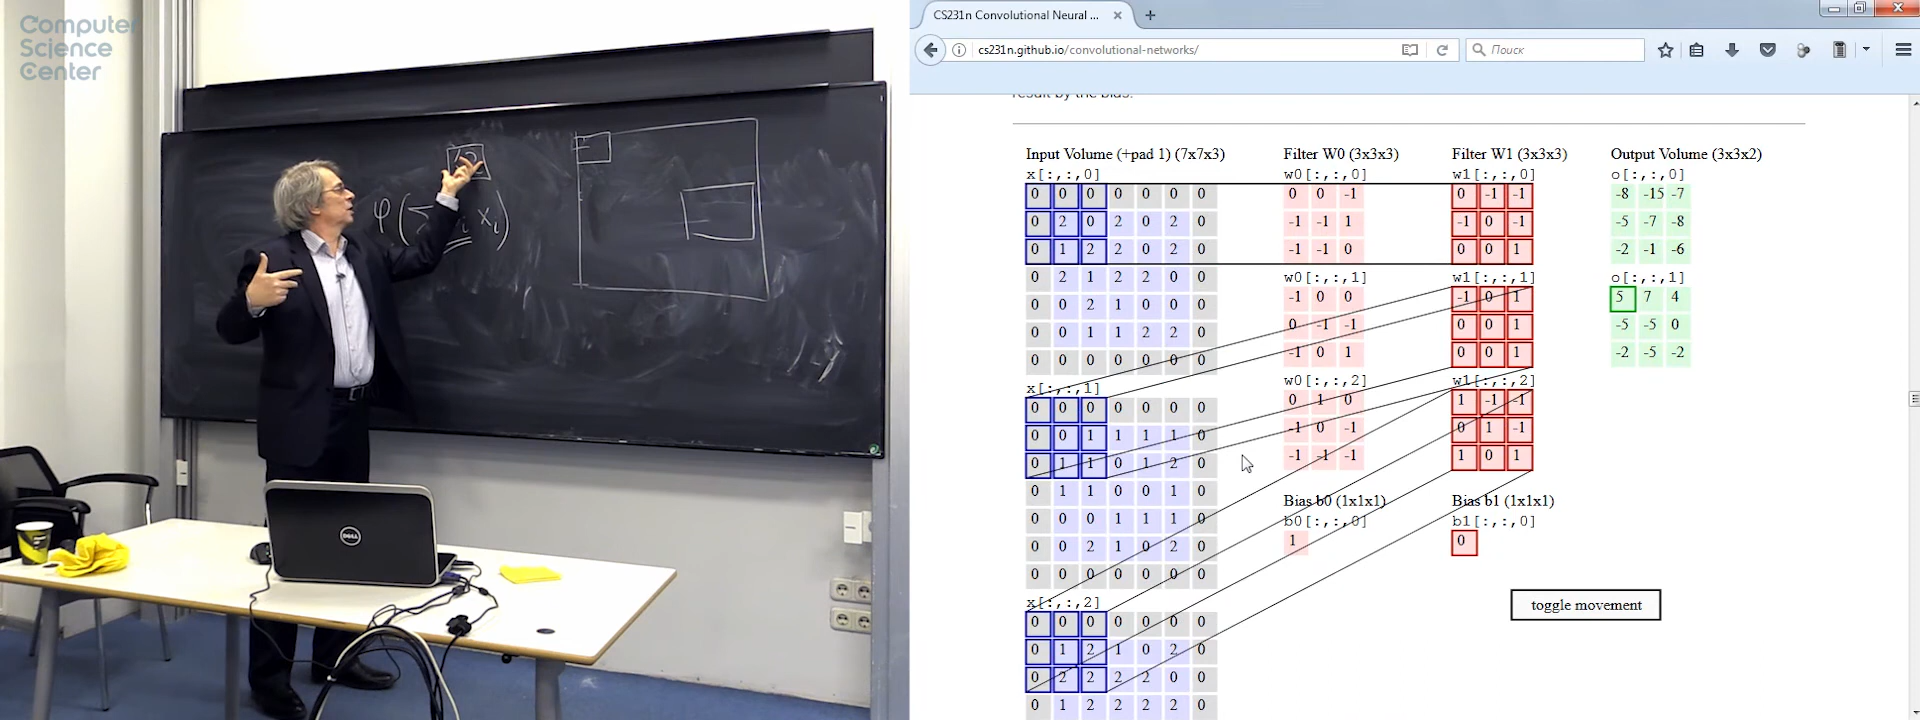 Computer
Science
Center
φ(Σ x_i)
DELL
CS231n Convolutional Neural ...
cs231n.github.io/convolutional-networks/
Поиск
result by the bias.
Input Volume (+pad 1) (7x7x3)
Filter W0 (3x3x3)
Filter W1 (3x3x3)
Output Volume (3x3x2)
x[:,:,0]
0 0 0 0 0 0 0
0 2 0 2 0 2 0
0 1 2 2 0 2 0
0 2 1 2 2 0 0
0 0 2 1 0 0 0
0 0 1 1 2 2 0
0 0 0 0 0 0 0
x[:,:,1]
0 0 0 0 0 0 0
0 0 1 1 1 1 0
0 1 1 0 1 2 0
0 1 1 0 0 1 0
0 0 0 1 1 1 0
0 0 2 1 0 2 0
0 0 0 0 0 0 0
x[:,:,2]
0 0 0 0 0 0 0
0 1 2 1 0 2 0
0 2 2 2 2 0 0
0 1 2 2 2 2 0
w0[:,:,0]
0 0 -1
-1 -1 1
-1 -1 0
w0[:,:,1]
-1 0 0
0 -1 -1
-1 0 1
w0[:,:,2]
0 1 0
-1 0 -1
-1 -1 -1
Bias b0 (1x1x1)
b0[:,:,0]
1
w1[:,:,0]
0 -1 -1
-1 0 -1
0 0 1
w1[:,:,1]
-1 0 1
0 0 1
0 0 1
w1[:,:,2]
1 -1 -1
0 1 -1
1 0 1
Bias b1 (1x1x1)
b1[:,:,0]
0
o[:,:,0]
-8 -15 -7
-5 -7 -8
-2 -1 -6
o[:,:,1]
5 7 4
-5 -5 0
-2 -5 -2
toggle movement